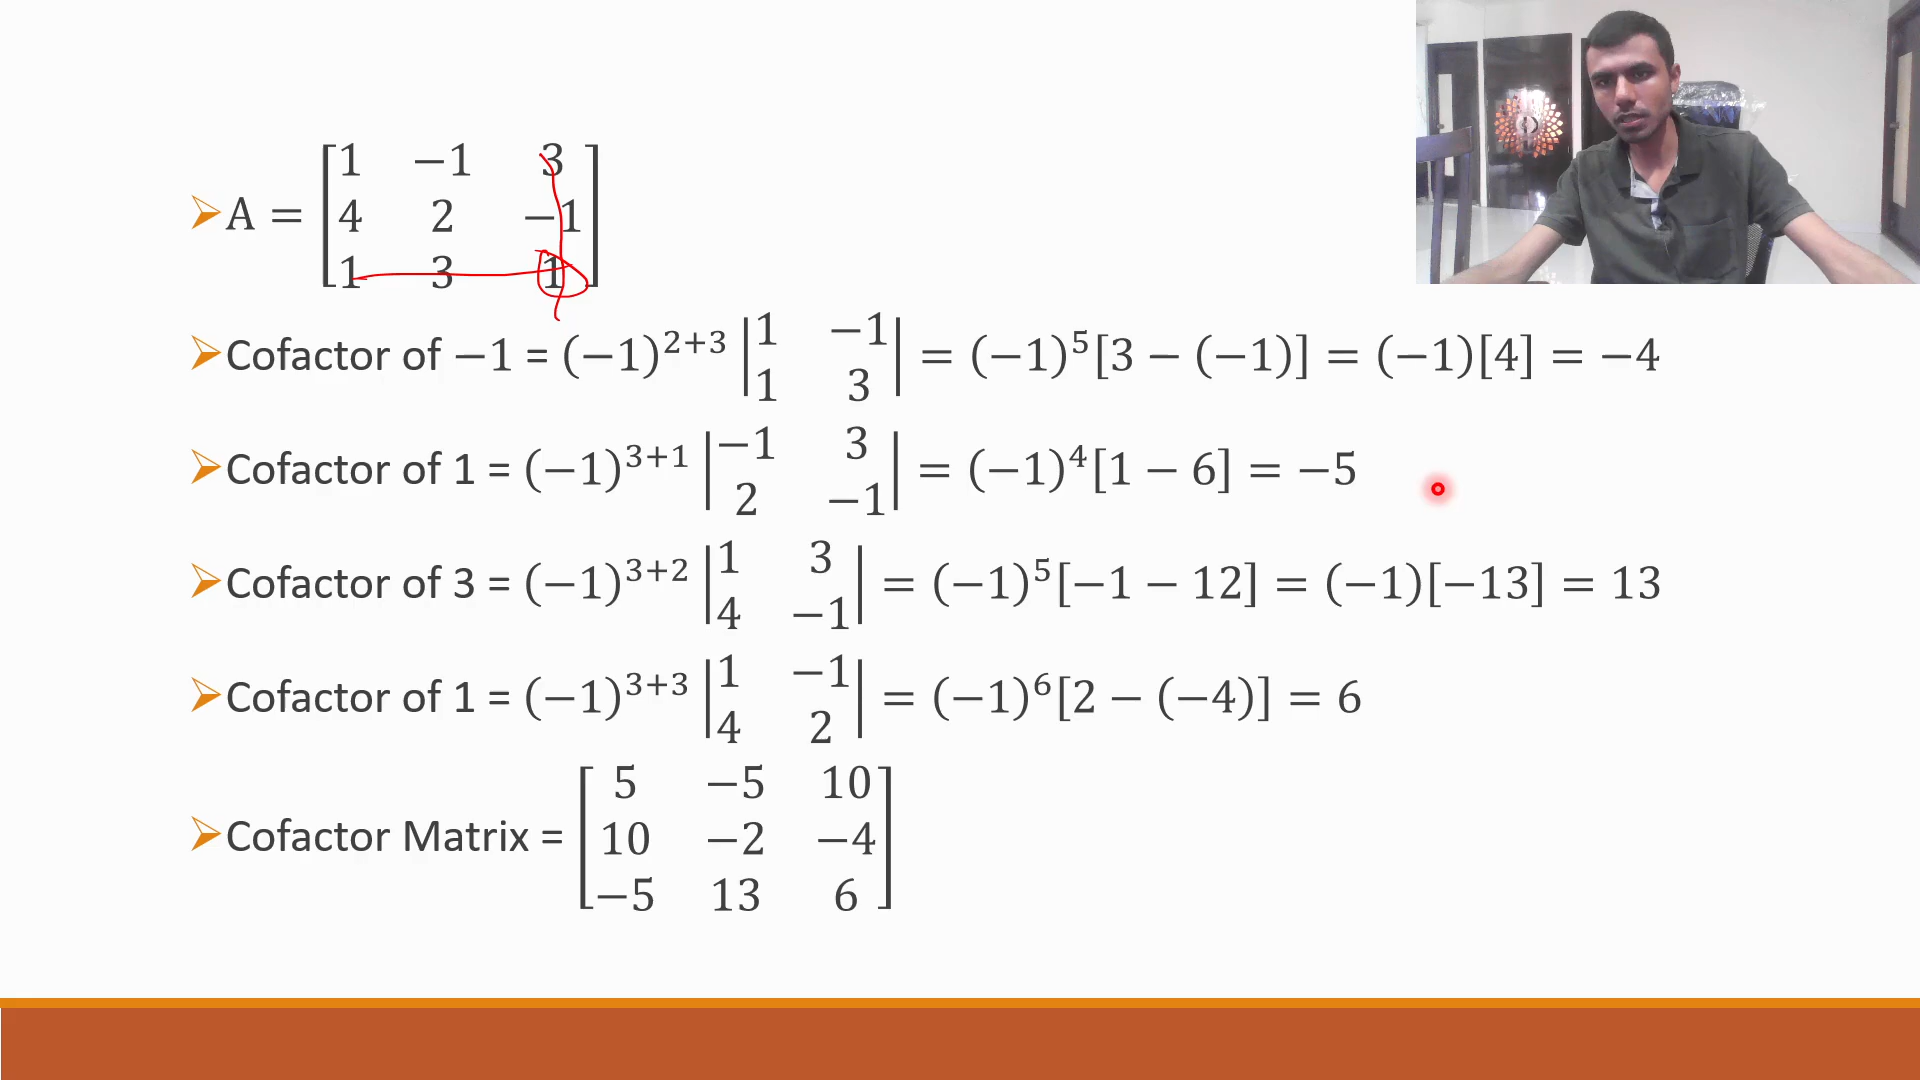 A = [1 −1 3
4 2 −1
1 3 1]
Cofactor of −1 = (−1)^{2+3} |1 −1; 1 3| = (−1)^5[3 − (−1)] = (−1)[4] = −4
Cofactor of 1 = (−1)^{3+1} |−1 3; 2 −1| = (−1)^4[1 − 6] = −5
Cofactor of 3 = (−1)^{3+2} |1 3; 4 −1| = (−1)^5[−1 − 12] = (−1)[−13] = 13
Cofactor of 1 = (−1)^{3+3} |1 −1; 4 2| = (−1)^6[2 − (−4)] = 6
Cofactor Matrix = [5 −5 10
10 −2 −4
−5 13 6]